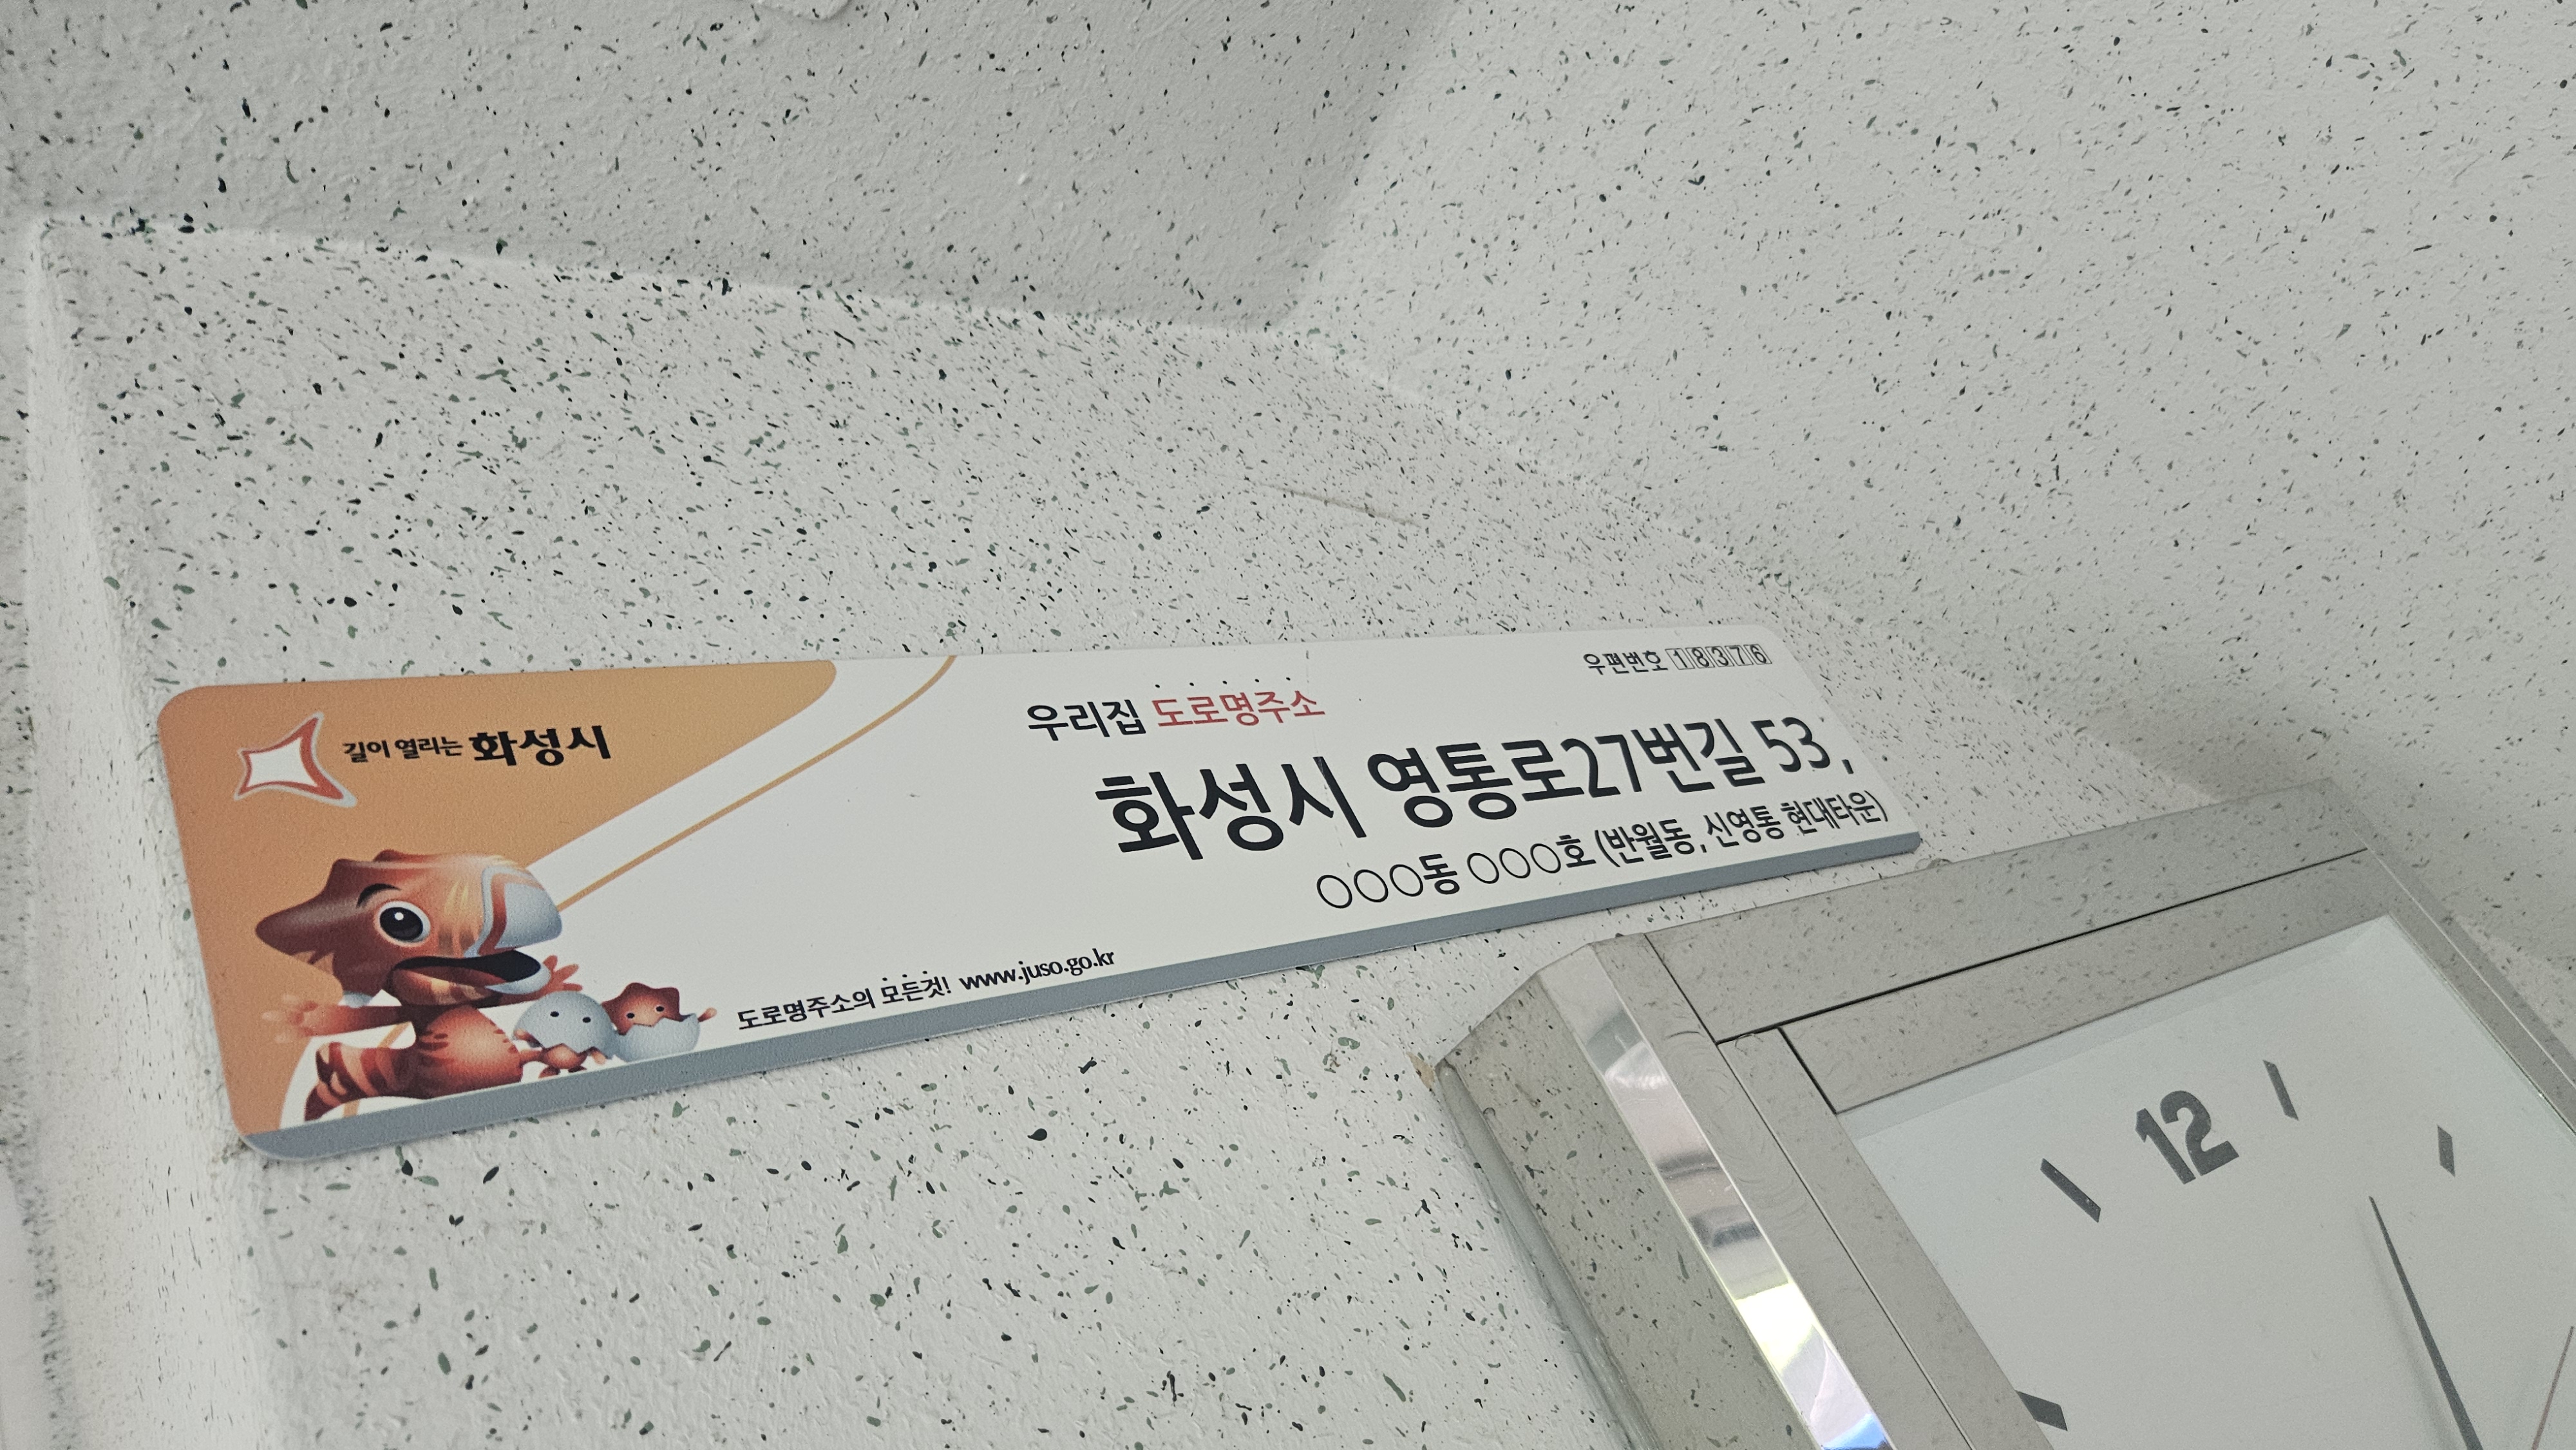 길이 열리는 화성시
우편번호 18376
우리집 도로명주소
화성시 영통로27번길 53,
○○○동 ○○○호 (반월동, 신영통 현대타운)
도로명주소의 모든것! www.juso.go.kr
12